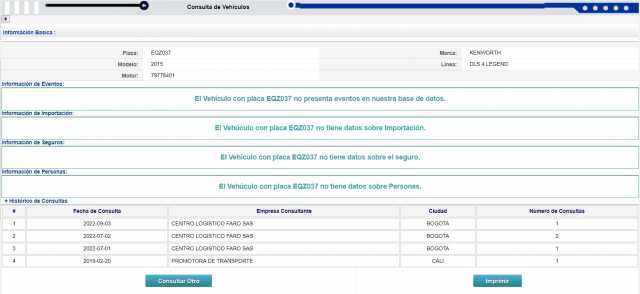 Consulta de Vehículos
Información Básica :
Placa: EQZ037 Marca: KENWORTH
Modelo: 2015 Linea: DLS 4 LEGEND
Motor: 79778401
Información de Eventos:
El Vehículo con placa EQZ037 no presenta eventos en nuestra base de datos.
Información de Importación:
El Vehículo con placa EQZ037 no tiene datos sobre Importación.
Información de Seguros:
El Vehículo con placa EQZ037 no tiene datos sobre el seguro.
Información de Personas:
El Vehículo con placa EQZ037 no tiene datos sobre Personas.
+ Histórico de Consultas
# Fecha de Consulta Empresa Consultante Ciudad Número de Consultas
1 2022-09-03 CENTRO LOGISTICO FARO SAS BOGOTA 1
2 2022-07-02 CENTRO LOGISTICO FARO SAS BOGOTA 2
3 2022-07-01 CENTRO LOGISTICO FARO SAS BOGOTA 1
4 2019-02-20 PROMOTORA DE TRANSPORTE CALI 1
Consultar Otro Imprimir